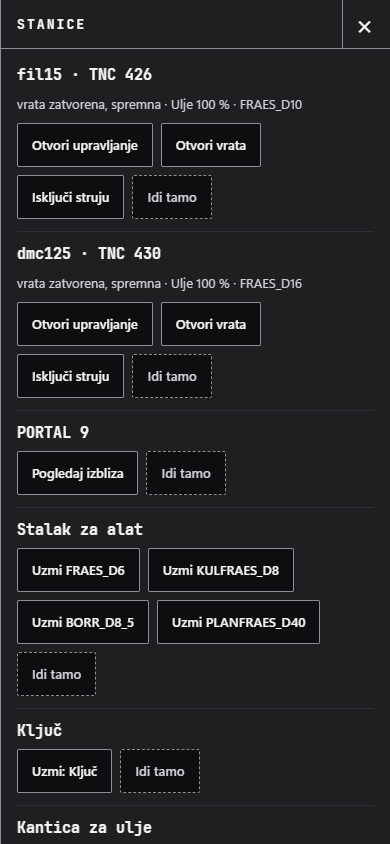 STANICE ×
fil15 · TNC 426
vrata zatvorena, spremna · Ulje 100 % · FRAES_D10
Otvori upravljanje Otvori vrata
Isključi struju Idi tamo
dmc125 · TNC 430
vrata zatvorena, spremna · Ulje 100 % · FRAES_D16
Otvori upravljanje Otvori vrata
Isključi struju Idi tamo
PORTAL 9
Pogledaj izbliza Idi tamo
Stalak za alat
Uzmi FRAES_D6 Uzmi KULFRAES_D8
Uzmi BORR_D8_5 Uzmi PLANFRAES_D40
Idi tamo
Ključ
Uzmi: Ključ Idi tamo
Kantica za ulje